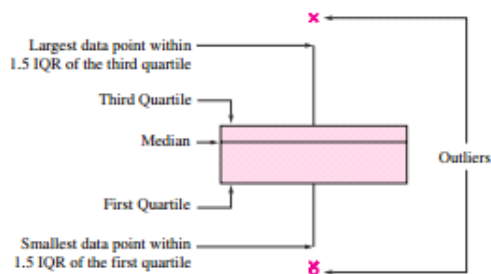 Largest data point within
1.5 IQR of the third quartile
Third Quartile
Median
Outliers
First Quartile
Smallest data point within
1.5 IQR of the first quartile